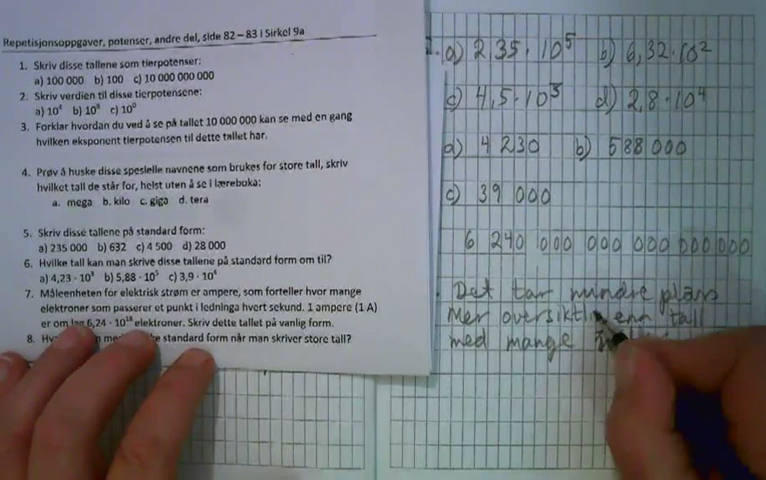 Repetisjonsoppgaver, potenser, andre del, side 82 – 83 i Sirkel 9a
1. Skriv disse tallene som tierpotenser:
a) 100 000 b) 100 c) 10 000 000 000
2. Skriv verdien til disse tierpotensene:
a) 10⁴ b) 10⁸ c) 10⁰
3. Forklar hvordan du ved å se på tallet 10 000 000 kan se med en gang
hvilken eksponent tierpotensen til dette tallet har.
4. Prøv å huske disse spesielle navnene som brukes for store tall, skriv
hvilket tall de står for, helst uten å se i læreboka:
a. mega b. kilo c. giga d. tera
5. Skriv disse tallene på standard form:
a) 235 000 b) 632 c) 4 500 d) 28 000
6. Hvilke tall kan man skrive disse tallene på standard form om til?
a) 4,23 · 10³ b) 5,88 · 10⁵ c) 3,9 · 10⁴
7. Måleenheten for elektrisk strøm er ampere, som forteller hvor mange
elektroner som passerer et punkt i ledninga hvert sekund. 1 ampere (1 A)
er om lag 6,24 · 10¹⁸ elektroner. Skriv dette tallet på vanlig form.
8. standard form når man skriver store tall?
a) 2,35 · 10⁵ b) 6,32 · 10²
c) 4,5 · 10³ d) 2,8 · 10⁴
a) 4 230 b) 588 000
c) 39 000
6 240 000 000 000 000 000
Det tar mindre plass
Mer oversiktlig enn tall
med mange